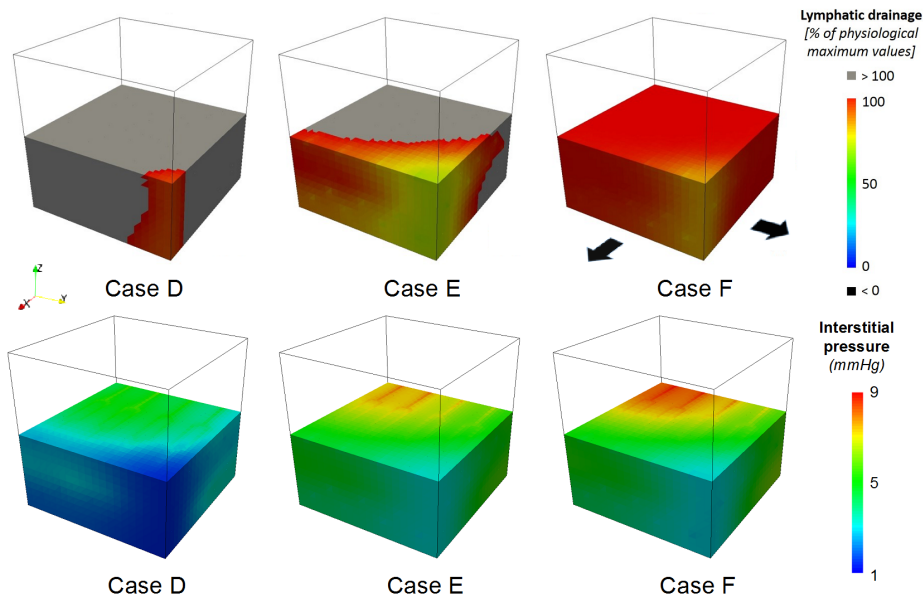 Lymphatic drainage
[% of physiological
maximum values]
> 100
100
50
0
< 0
Z
X
Y
Case D
Case E
Case F
Interstitial
pressure
(mmHg)
9
5
1
Case D
Case E
Case F